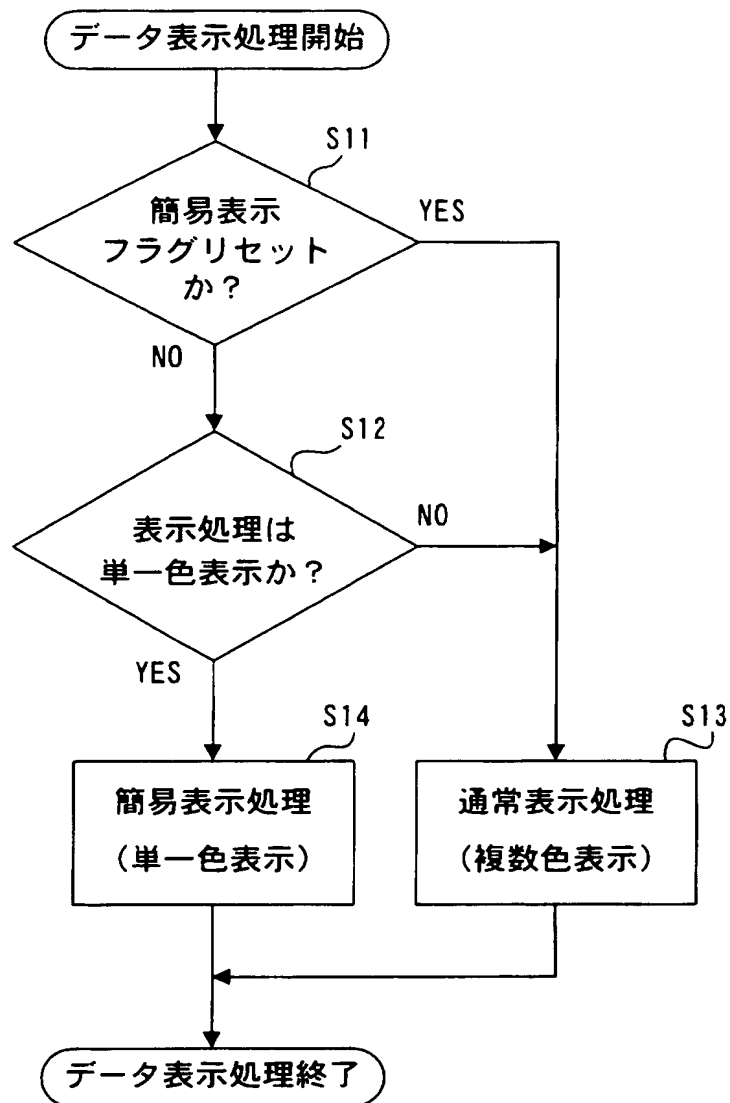 データ表示処理開始
S11
簡易表示
フラグリセット
か？
YES
NO
S12
表示処理は
単一色表示か？
NO
YES
S14
簡易表示処理
（単一色表示）
S13
通常表示処理
（複数色表示）
データ表示処理終了